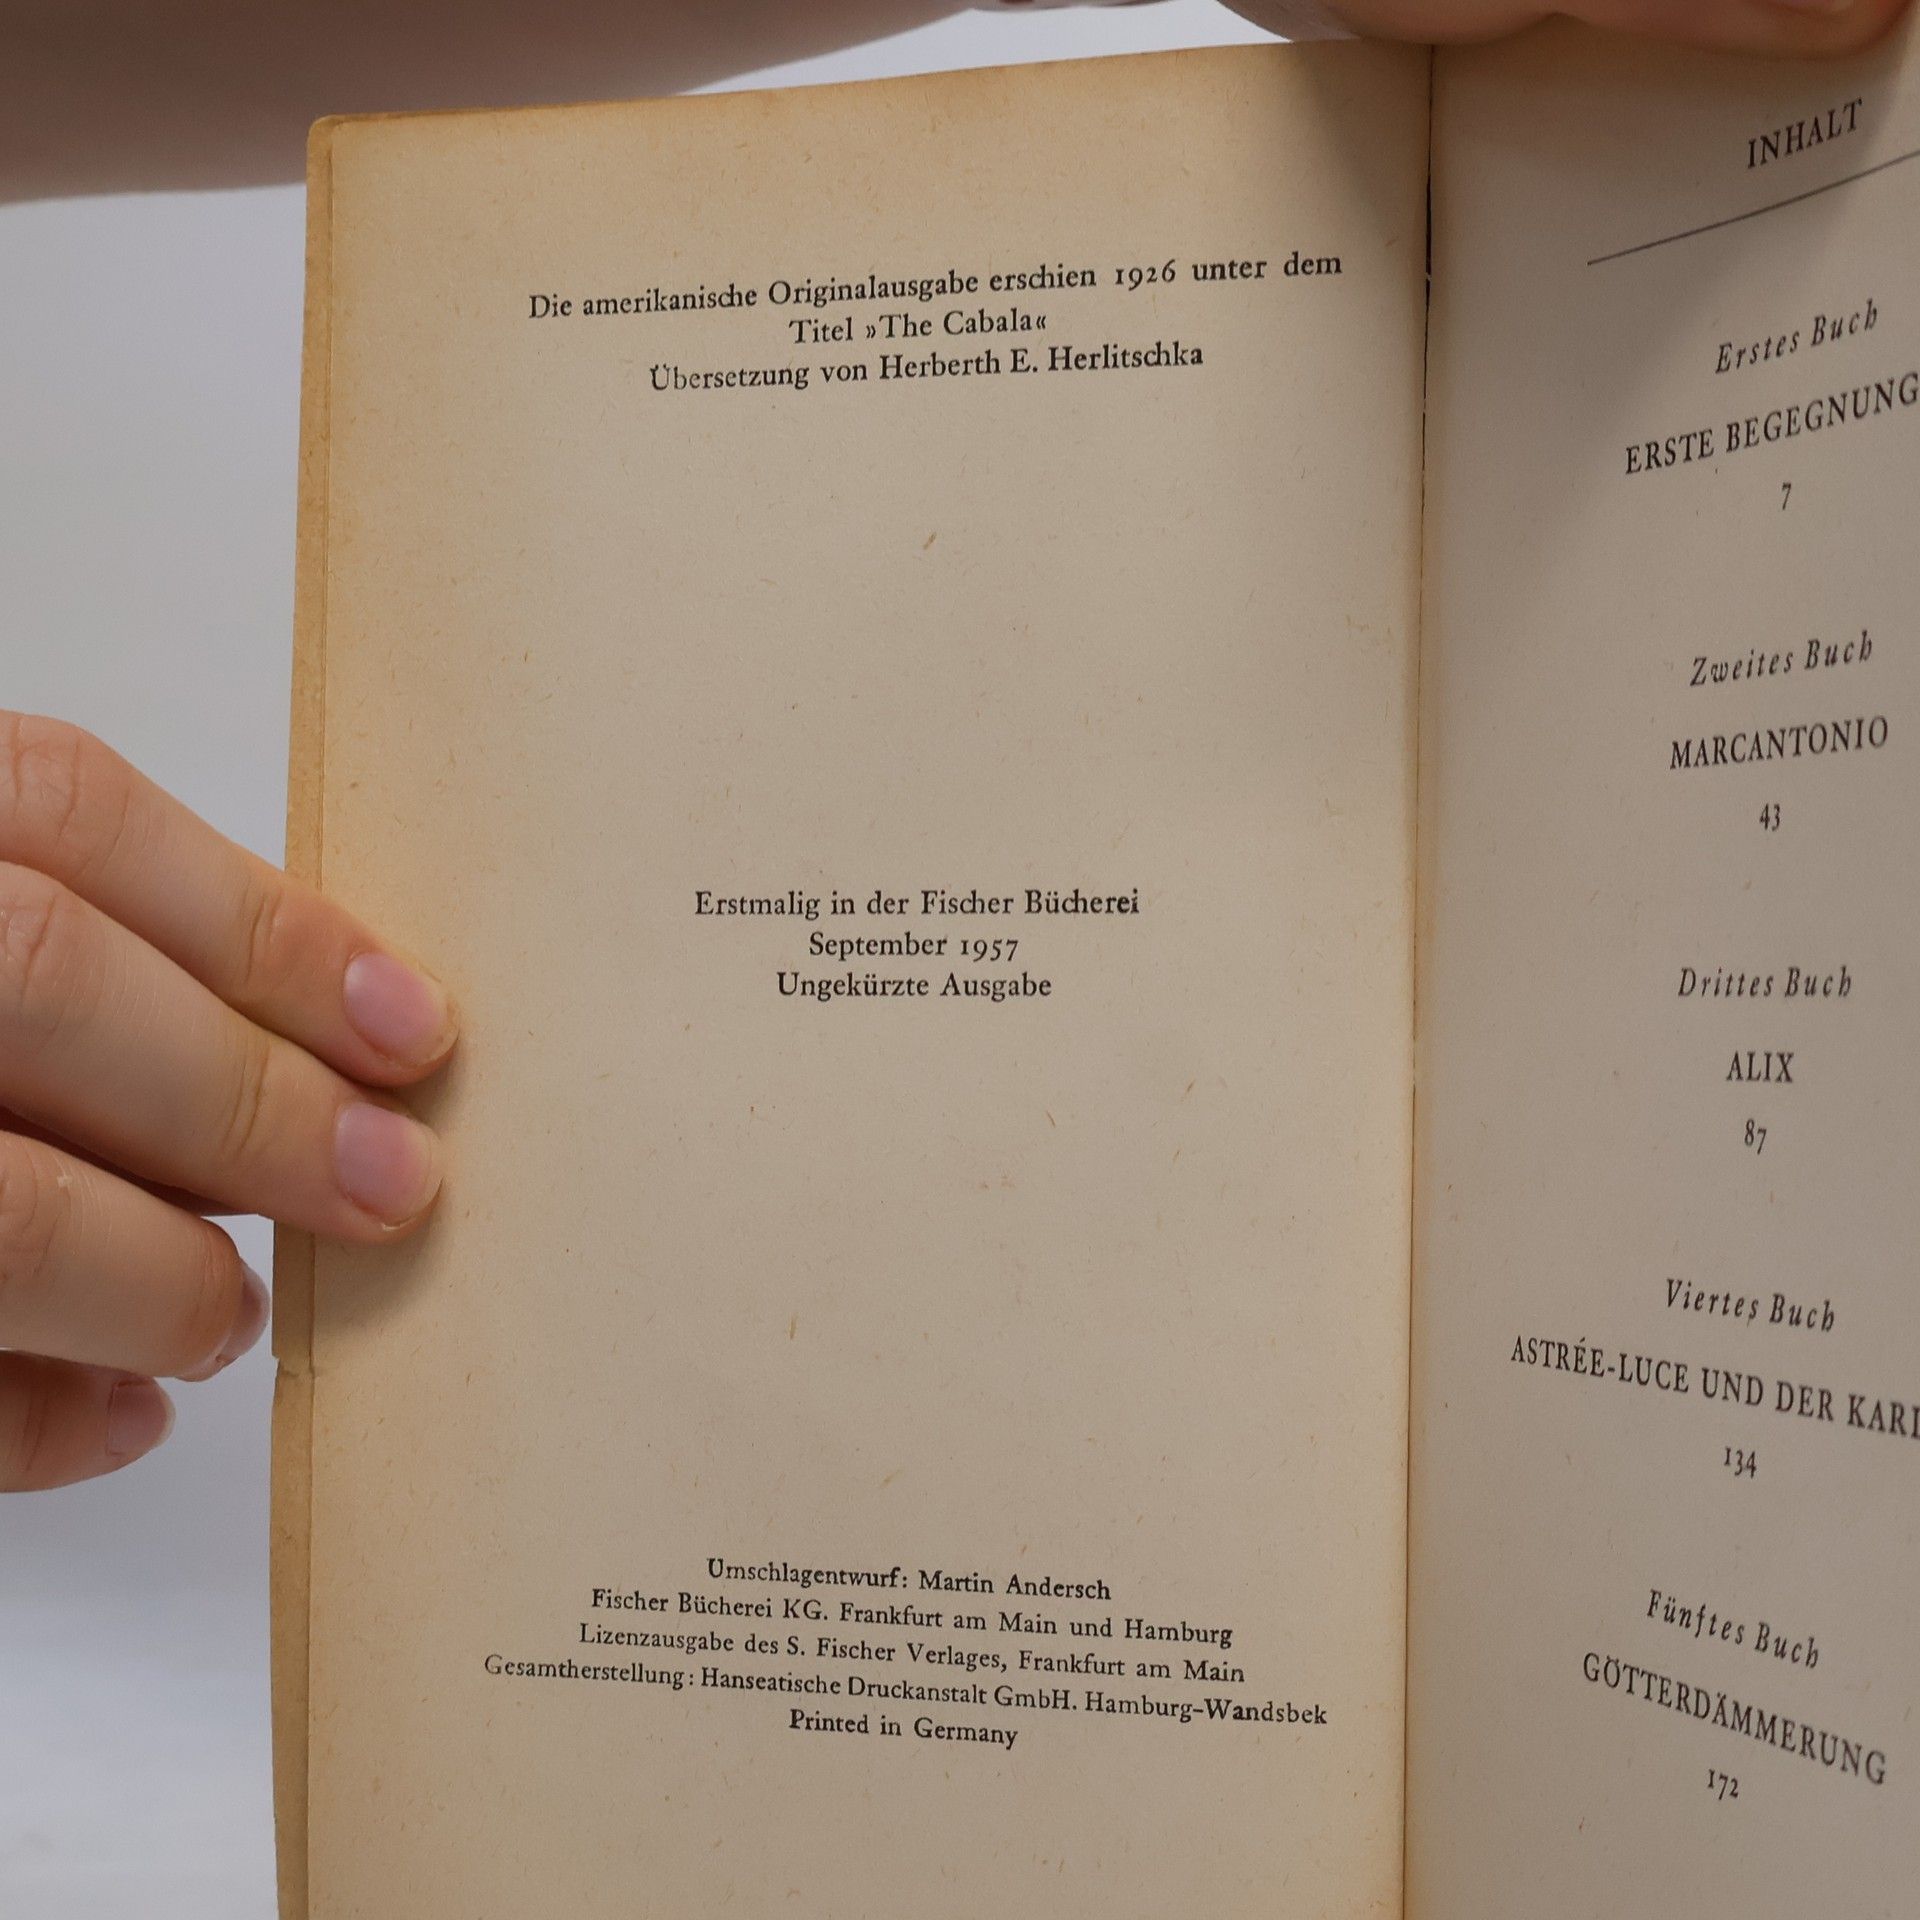 Die amerikanische Originalausgabe erschien 1926 unter dem
Titel »The Cabala«
Übersetzung von Herberth E. Herlitschka
Erstmalig in der Fischer Bücherei
September 1957
Ungekürzte Ausgabe
Umschlagentwurf: Martin Andersch
Fischer Bücherei KG. Frankfurt am Main und Hamburg
Lizenzausgabe des S. Fischer Verlages, Frankfurt am Main
Gesamtherstellung: Hanseatische Druckanstalt GmbH. Hamburg-Wandsbek
Printed in Germany
INHALT
Erstes Buch
ERSTE BEGEGNUNG
7
Zweites Buch
MARCANTONIO
43
Drittes Buch
ALIX
87
Viertes Buch
ASTRÉE-LUCE UND DER
134
Fünftes Buch
GÖTTERDÄMMERUNG
172